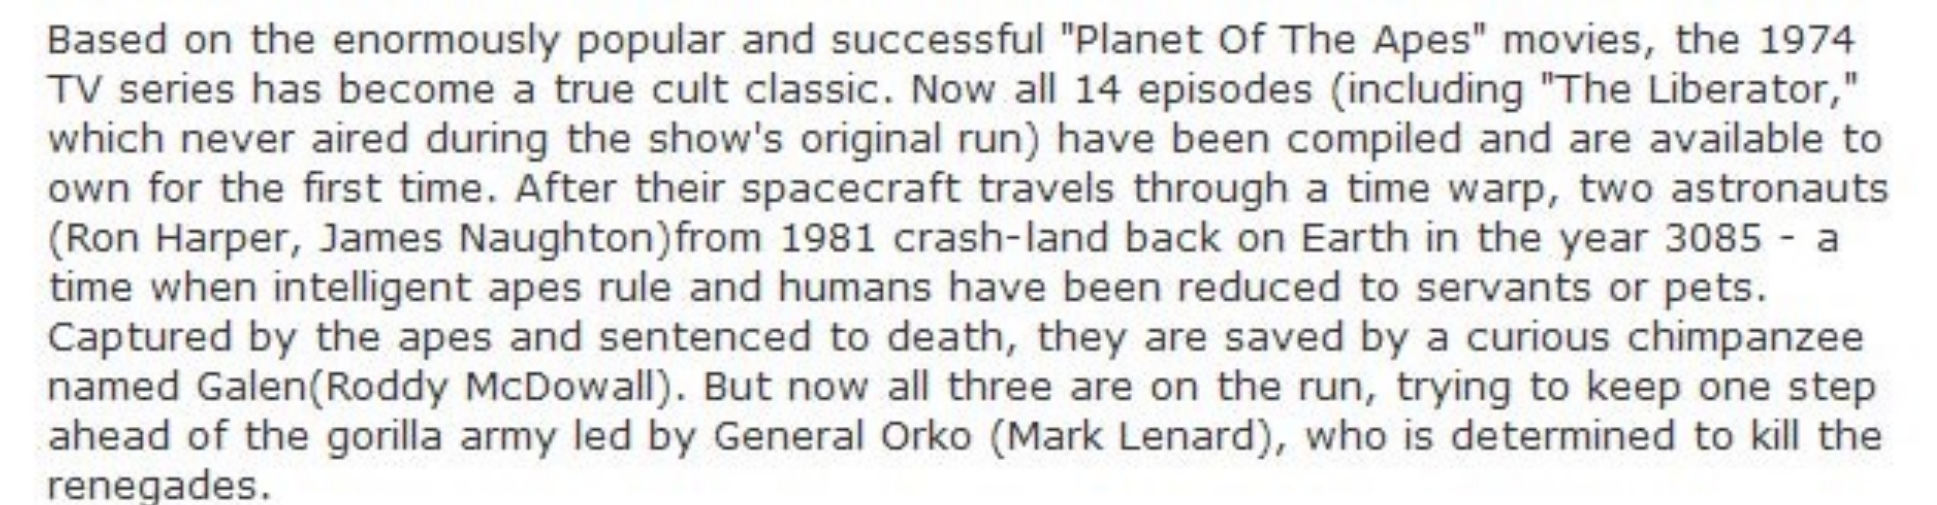 Based on the enormously popular and successful "Planet Of The Apes" movies, the 1974
TV series has become a true cult classic. Now all 14 episodes (including "The Liberator,"
which never aired during the show's original run) have been compiled and are available to
own for the first time. After their spacecraft travels through a time warp, two astronauts
(Ron Harper, James Naughton)from 1981 crash-land back on Earth in the year 3085 - a
time when intelligent apes rule and humans have been reduced to servants or pets.
Captured by the apes and sentenced to death, they are saved by a curious chimpanzee
named Galen(Roddy McDowall). But now all three are on the run, trying to keep one step
ahead of the gorilla army led by General Orko (Mark Lenard), who is determined to kill the
renegades.